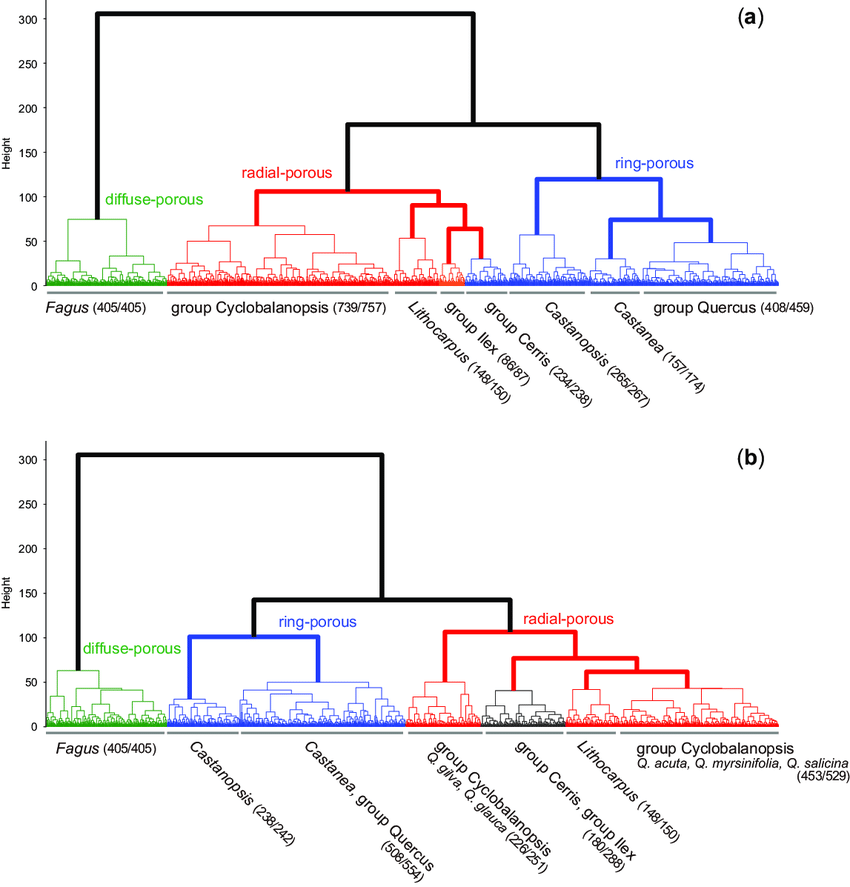 (a)
300
250
200
150
100
50
0
Height
diffuse-porous
radial-porous
ring-porous
Fagus (405/405)
group Cyclobalanopsis (739/757)
Lithocarpus (148/150)
group Ilex (86/87)
group Cerris (234/238)
Castanopsis (265/267)
Castanea (157/174)
group Quercus (408/459)
(b)
300
250
200
150
100
50
0
Height
diffuse-porous
ring-porous
radial-porous
Fagus (405/405)
Castanopsis (238/242)
Castanea, group Quercus
(508/554)
group Cyclobalanopsis
Q. gilva, Q. glauca (226/251)
group Cerris, group Ilex
(180/288)
Lithocarpus (148/150)
group Cyclobalanopsis
Q. acuta, Q. myrsinifolia, Q. salicina
(453/529)